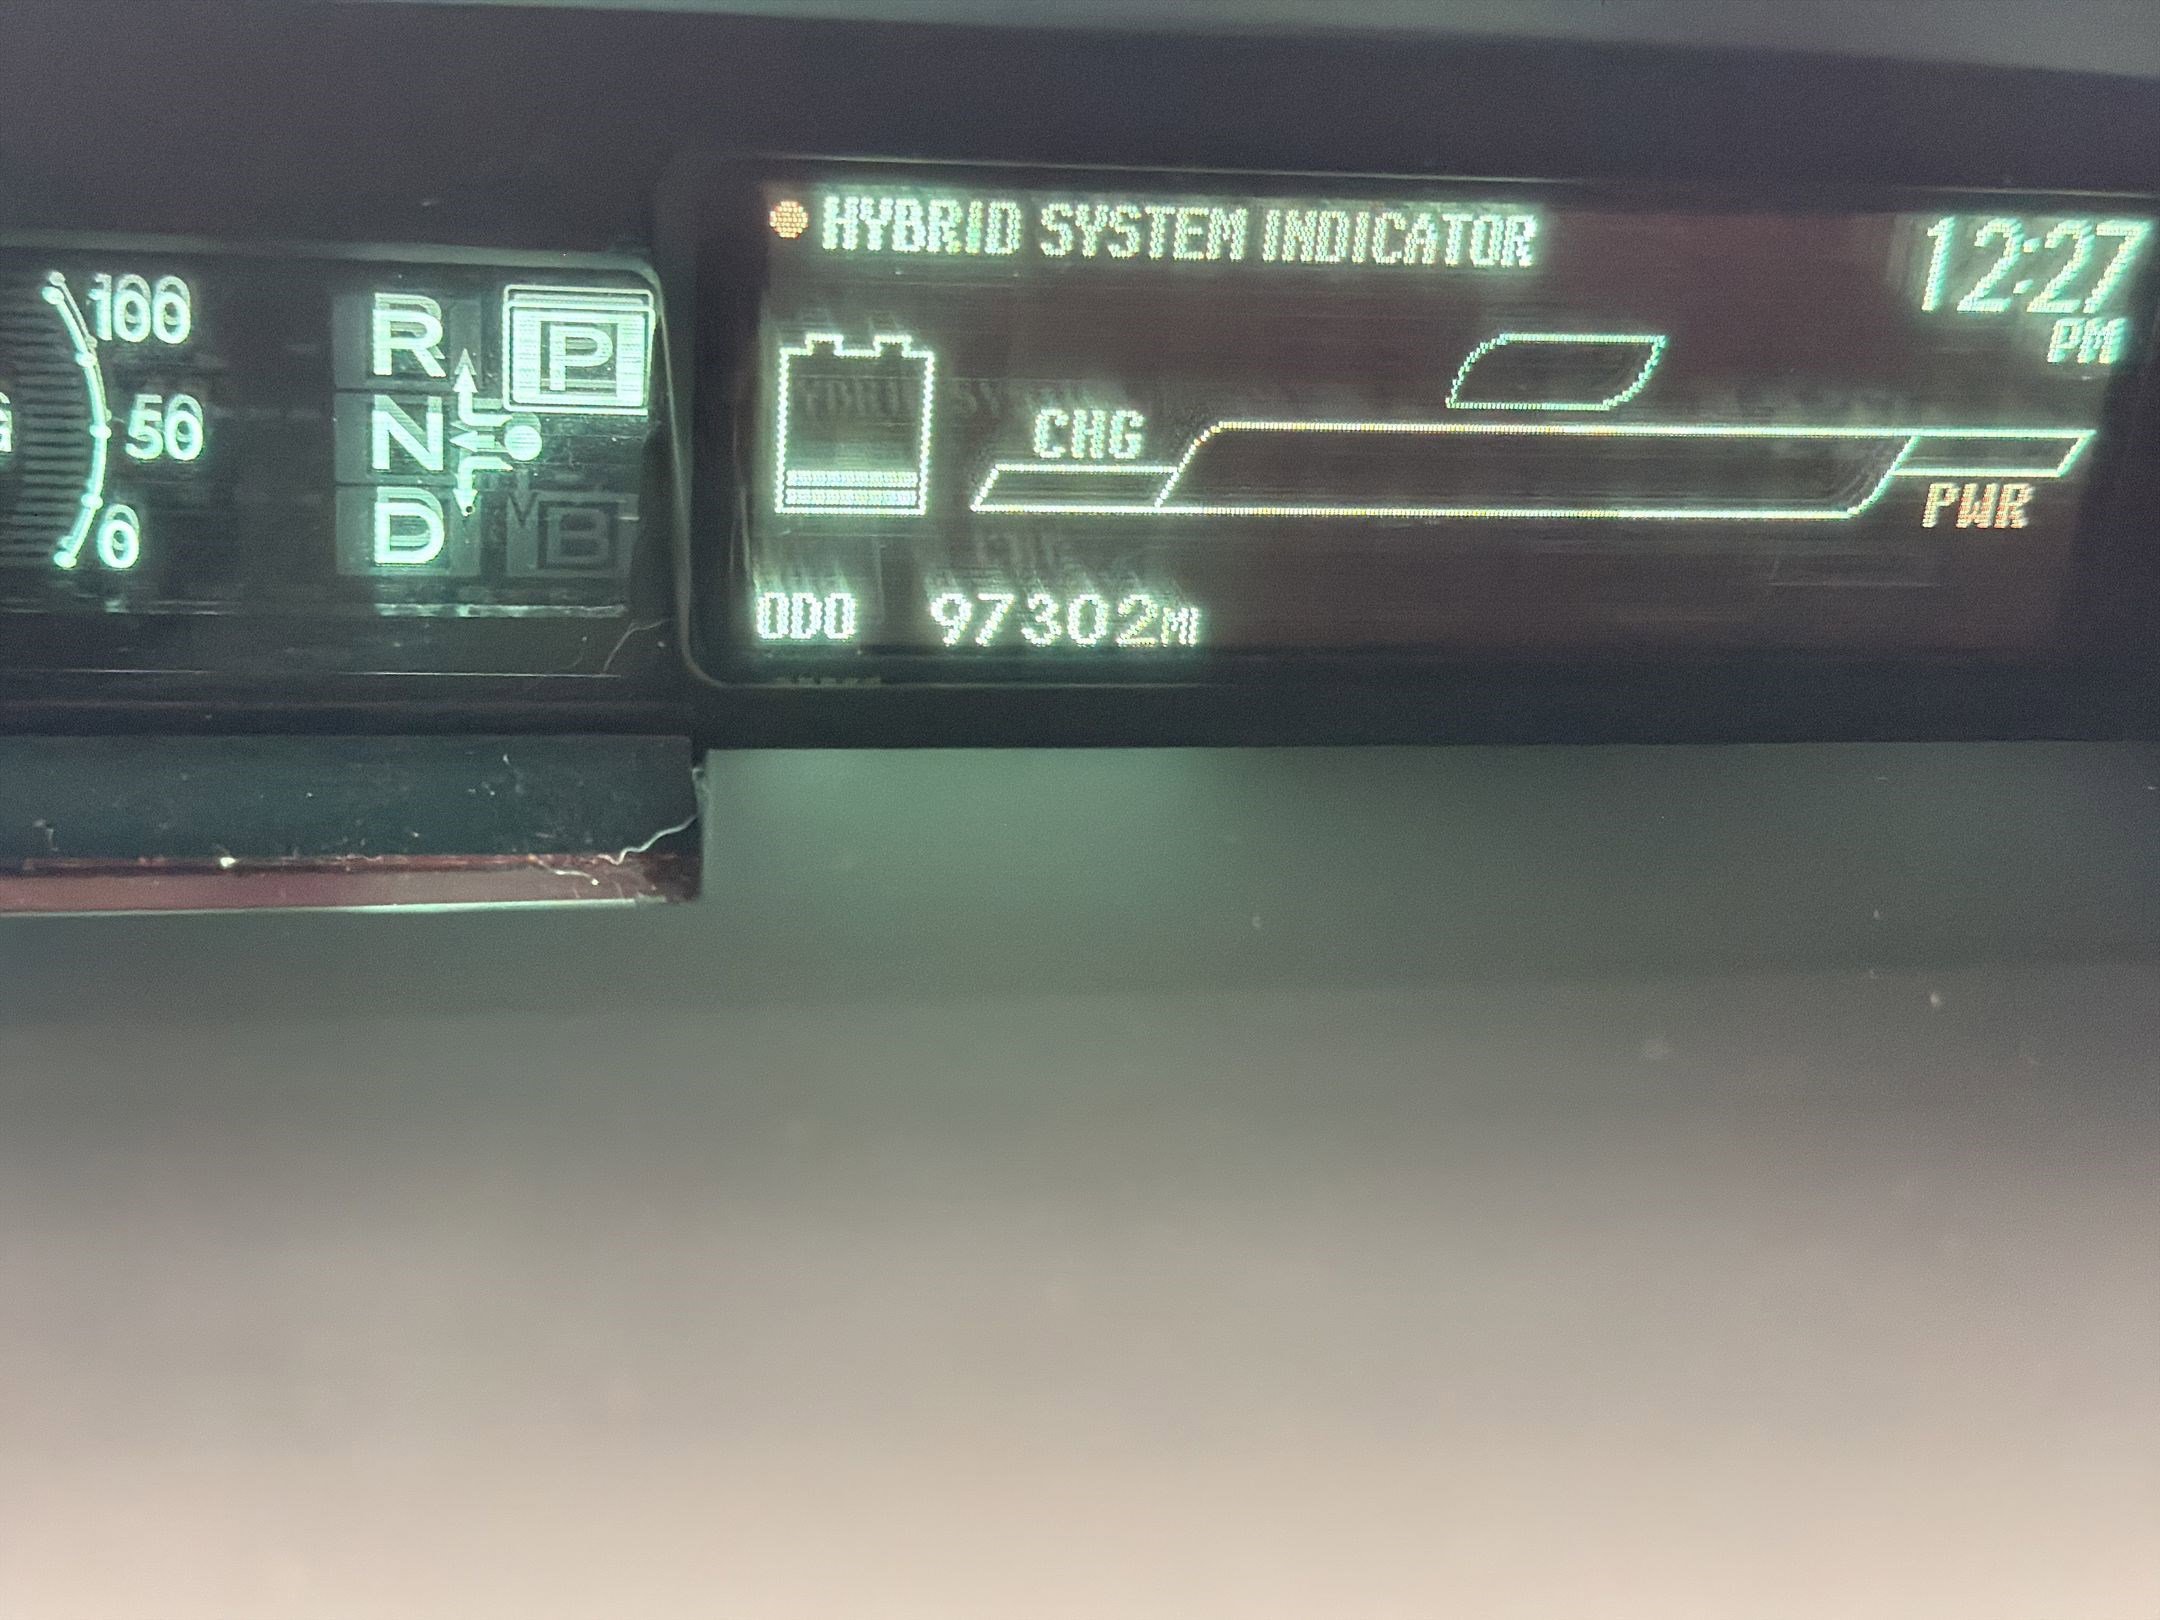 HYBRID SYSTEM INDICATOR
12:27
PM
100
50
0
R
N
D
P
B
CHG
PWR
ODO 97302MI